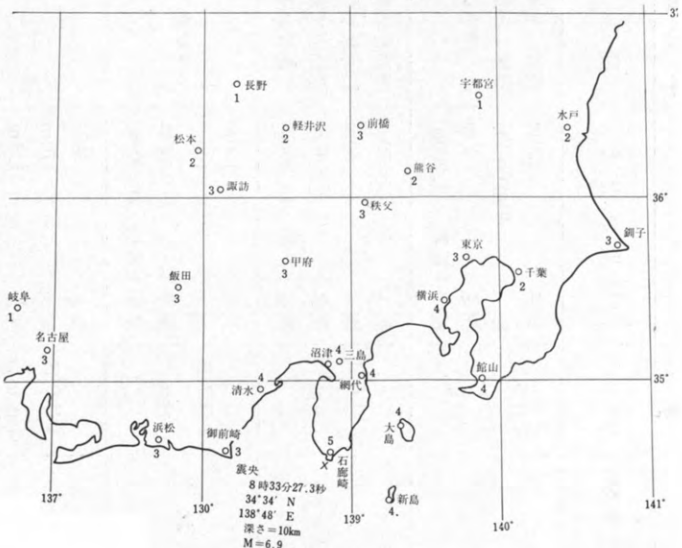 37
長野
1
宇都宮
1
水戸
2
軽井沢
2
前橋
3
松本
2
熊谷
2
諏訪
3
36
秩父
3
銚子
3
東京
3
千葉
2
甲府
3
飯田
3
横浜
4
岐阜
1
名古屋
3
沼津
4
三島
4
網代
4
館山
4
35
清水
4
大島
4
浜松
3
御前崎
3
5
石廊崎
X
新島
4.
震央
8時33分27.3秒
34°34′ N
138°48′ E
深さ=10km
M=6.9
137°
130°
139°
140°
141°